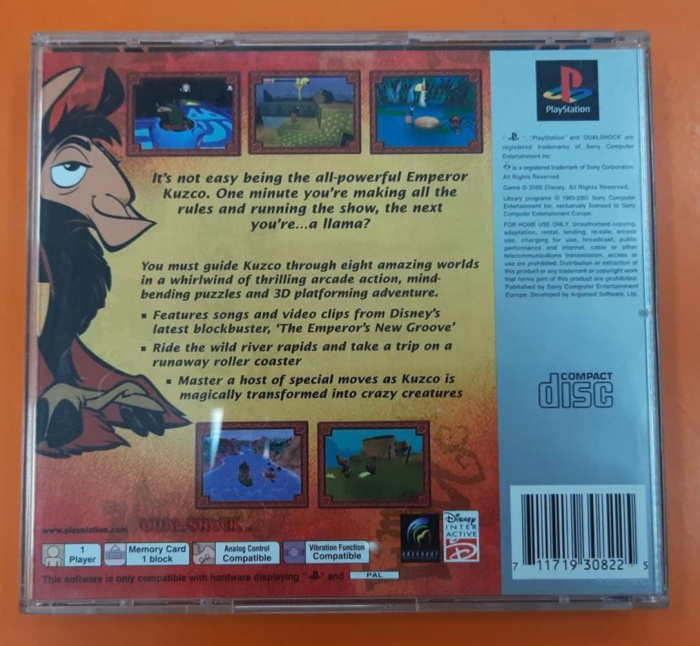 It's not easy being the all-powerful Emperor
Kuzco. One minute you're making all the
rules and running the show, the next
you're...a llama?
You must guide Kuzco through eight amazing worlds
in a whirlwind of thrilling arcade action, mind-
bending puzzles and 3D platforming adventure.
▪ Features songs and video clips from Disney's
latest blockbuster, 'The Emperor's New Groove'
▪ Ride the wild river rapids and take a trip on a
runaway roller coaster
▪ Master a host of special moves as Kuzco is
magically transformed into crazy creatures
www.playstation.com
DUALSHOCK
1
Player
Memory Card
1 block
Analog Control
Compatible
Vibration Function
Compatible
ARGONAUT
Disney
INTER
ACTIVE
This software is only compatible with hardware displaying " " and
PAL
PlayStation
" ", "PlayStation" and "DUALSHOCK" are
registered trademarks of Sony Computer
Entertainment Inc
is a registered trademark of Sony Corporation.
All Rights Reserved.
Game © 2000 Disney. All Rights Reserved.
Library programs © 1993-2001 Sony Computer
Entertainment Inc. exclusively licensed to Sony
Computer Entertainment Europe.
FOR HOME USE ONLY. Unauthorised copying,
adaptation, rental, lending, re-sale, arcade
use, charging for use, broadcast, public
performance and internet, cable or other
telecommunications transmission, access or
use are prohibited. Distribution or extraction of
this product or any trademark or copyright work
that forms part of this product are prohibited.
Published by Sony Computer Entertainment
Europe. Developed by Argonaut Software, Ltd.
COMPACT
disc
7 11719 30822 5